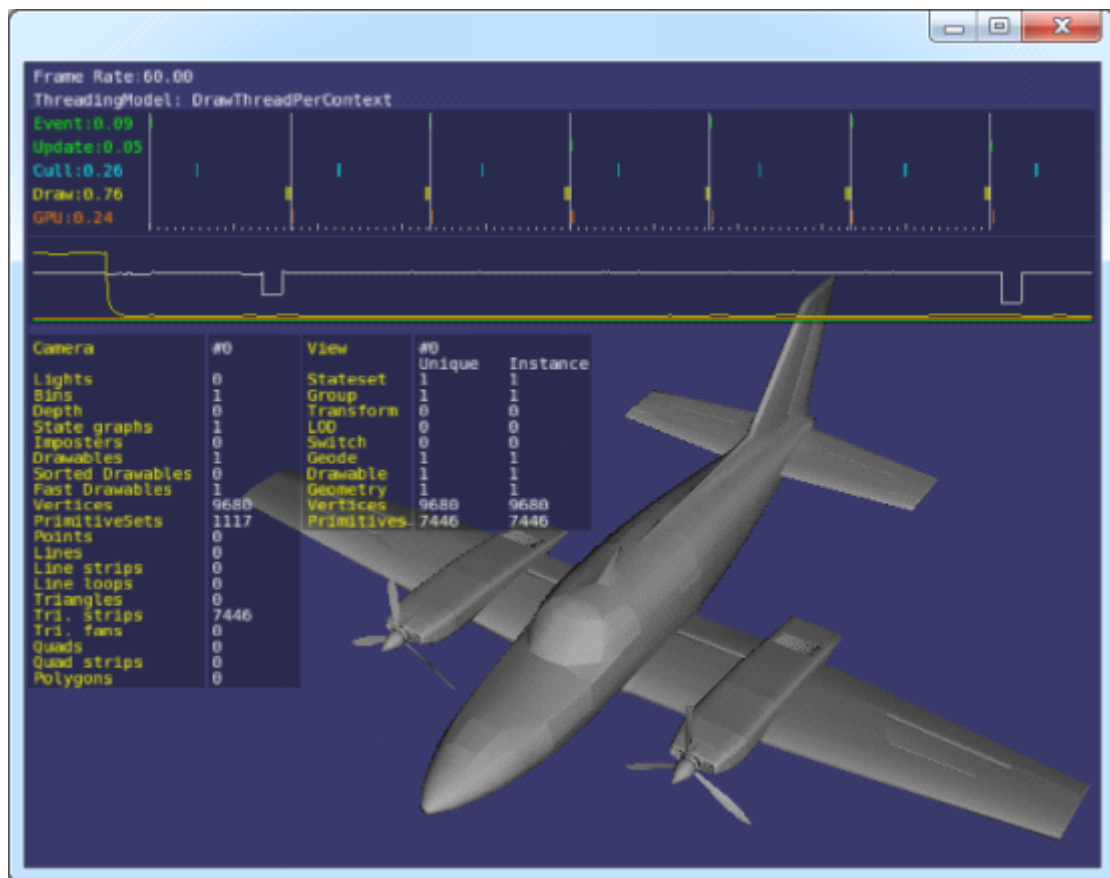 Frame Rate:60.00
ThreadingModel: DrawThreadPerContext
Event:0.09
Update:0.05
Cull:0.26
Draw:0.76
GPU:0.24
Camera #0 View #0
Unique Instance
Lights 0 Stateset 1 1
Bins 1 Group 1 1
Depth 0 Transform 0 0
State graphs 1 LOD 0 0
Imposters 0 Switch 0 0
Drawables 1 Geode 1 1
Sorted Drawables 0 Drawable 1 1
Fast Drawables 1 Geometry 1 1
Vertices 9680 Vertices 9680 9680
PrimitiveSets 1117 Primitives 7446 7446
Points 0
Lines 0
Line strips 0
Line loops 0
Triangles 0
Tri. strips 7446
Tri. fans 0
Quads 0
Quad strips 0
Polygons 0